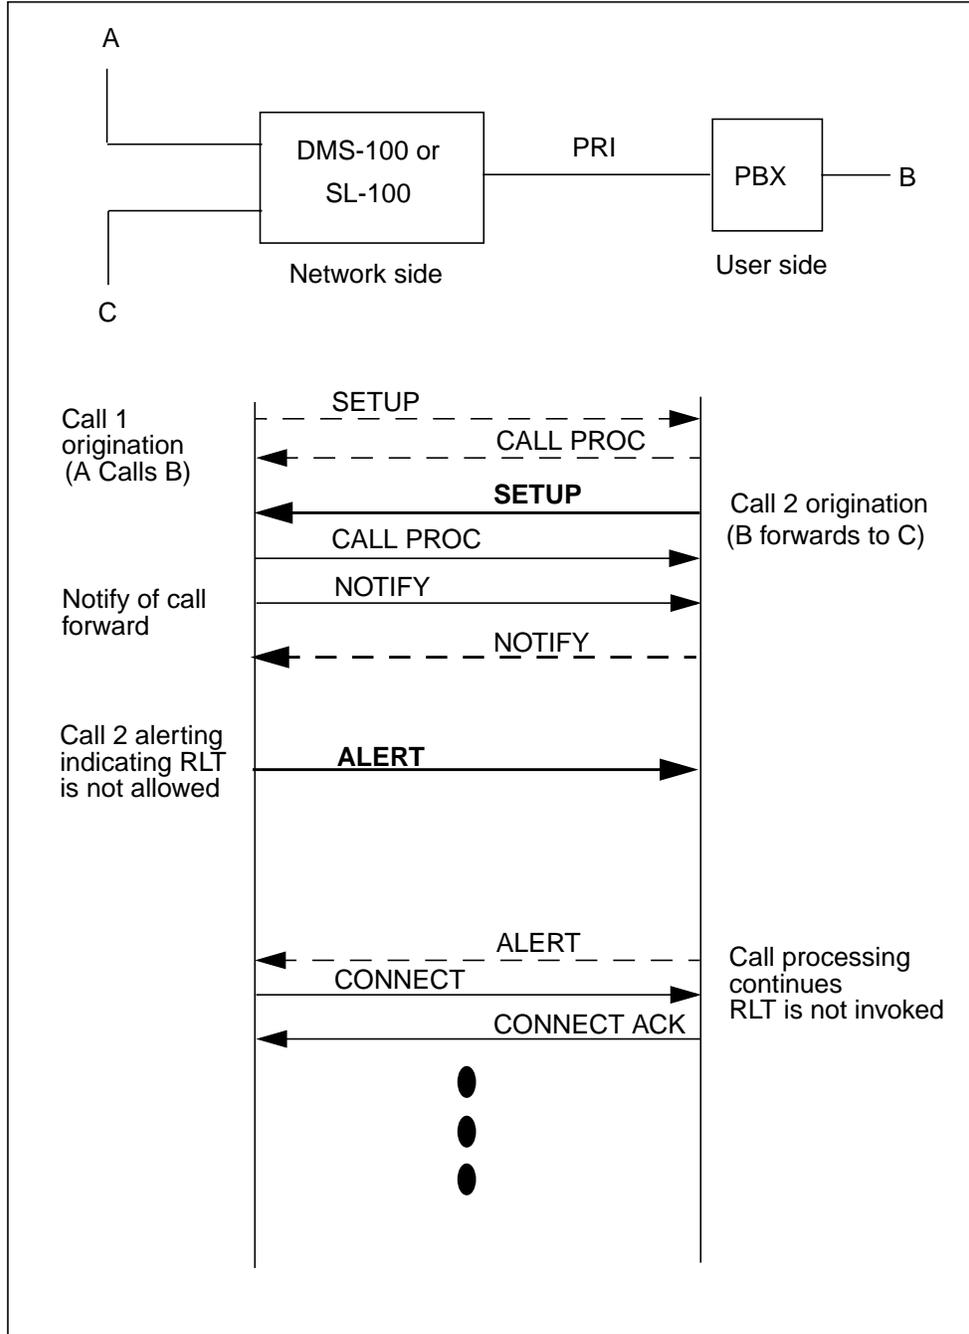 A
DMS-100 or
SL-100
PRI
PBX
B
Network side
User side
C
SETUP
Call 1
origination
(A Calls B)
CALL PROC
SETUP
Call 2 origination
(B forwards to C)
CALL PROC
NOTIFY
Notify of call
forward
NOTIFY
Call 2 alerting
indicating RLT
is not allowed
ALERT
ALERT
Call processing
continues
RLT is not invoked
CONNECT
CONNECT ACK